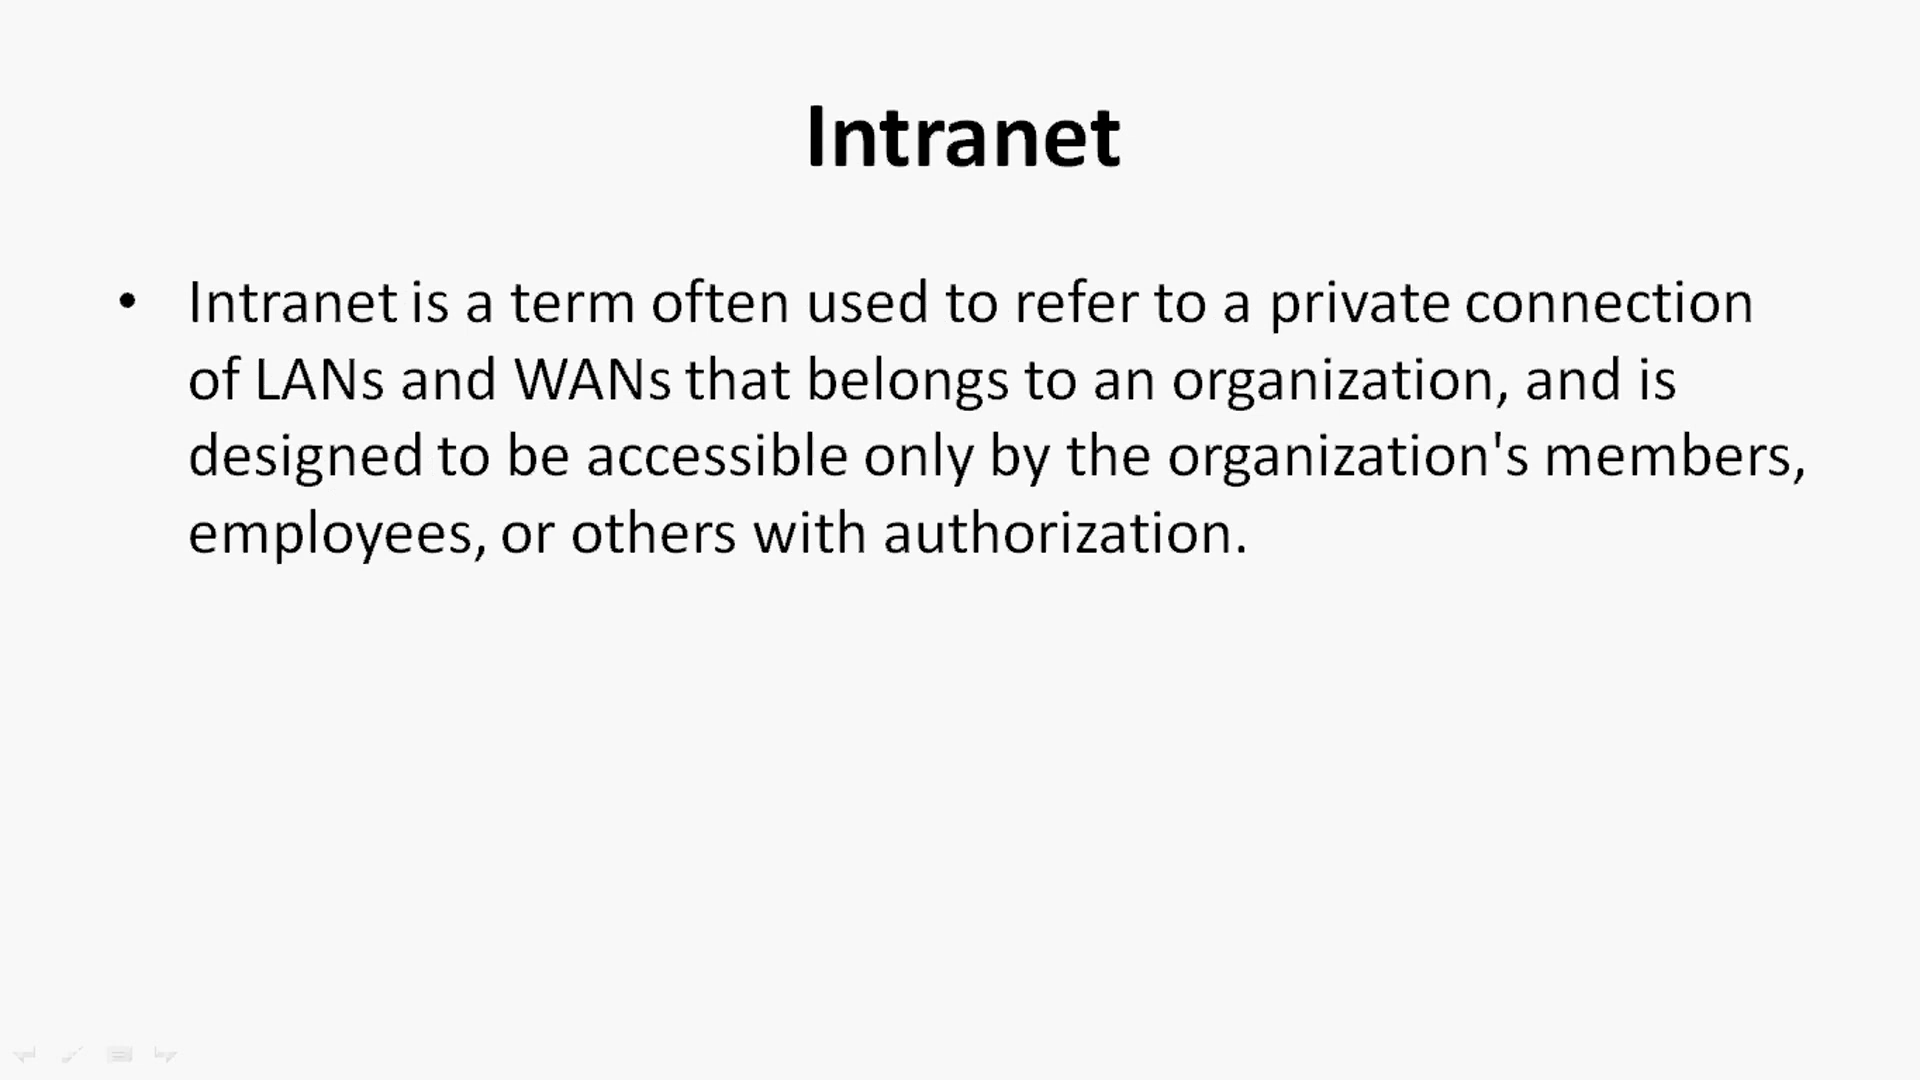 Intranet
• Intranet is a term often used to refer to a private connection
of LANs and WANs that belongs to an organization, and is
designed to be accessible only by the organization's members,
employees, or others with authorization.